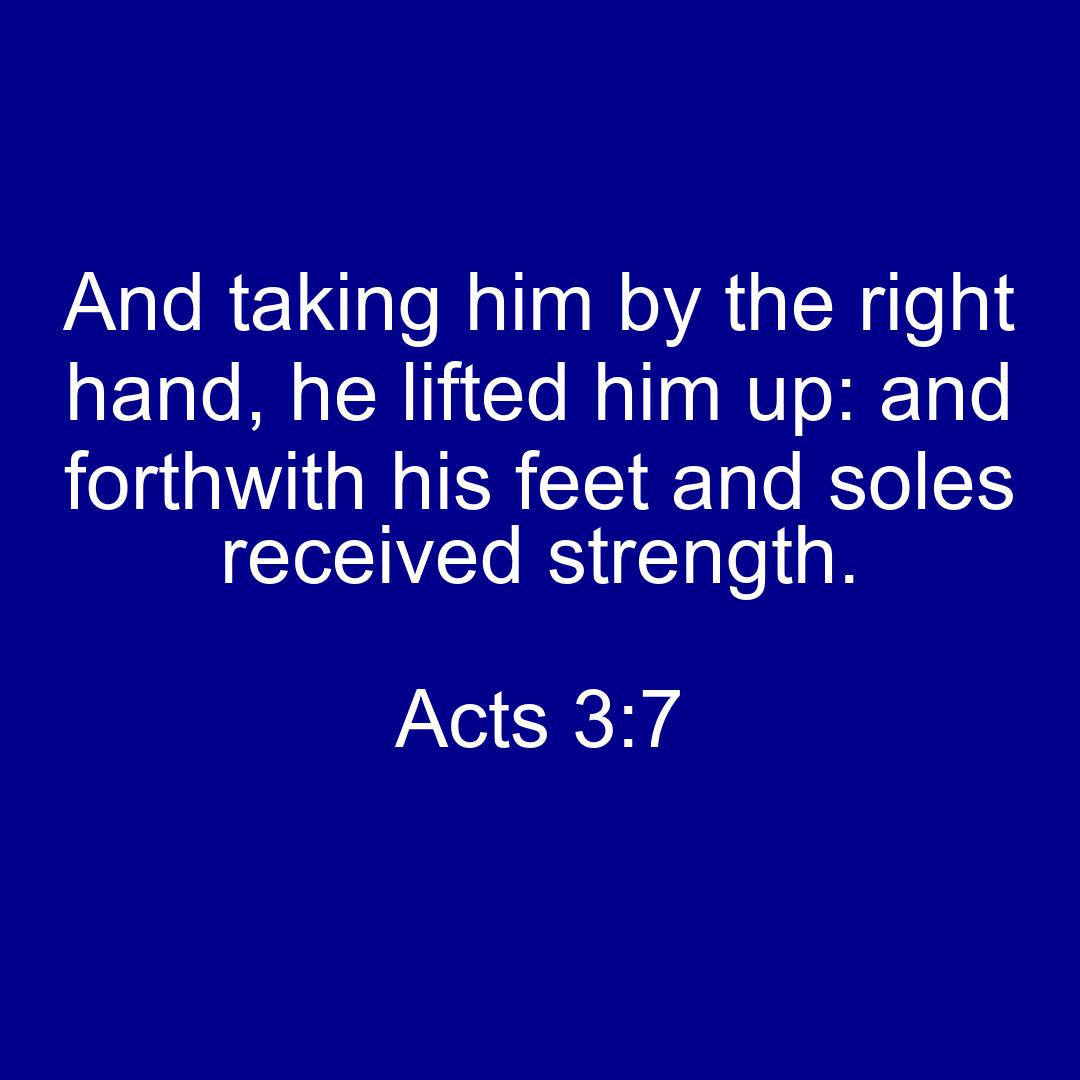 And taking him by the right
hand, he lifted him up: and
forthwith his feet and soles
received strength.
Acts 3:7